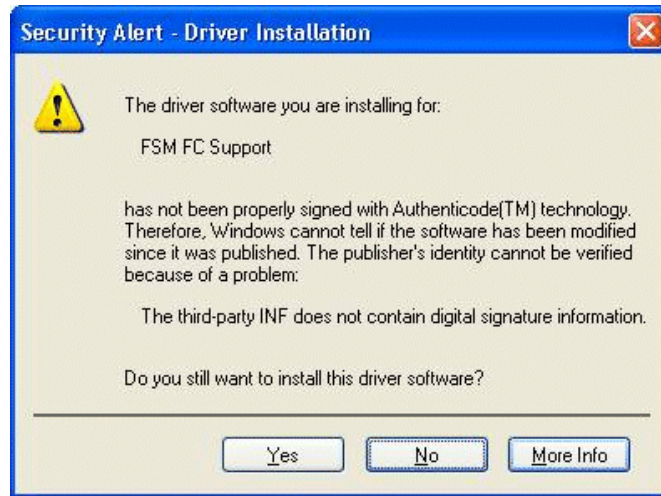 Security Alert - Driver Installation
The driver software you are installing for:
FSM FC Support
has not been properly signed with Authenticode(TM) technology.
Therefore, Windows cannot tell if the software has been modified
since it was published. The publisher's identity cannot be verified
because of a problem:
The third-party INF does not contain digital signature information.
Do you still want to install this driver software?
Yes
No
More Info